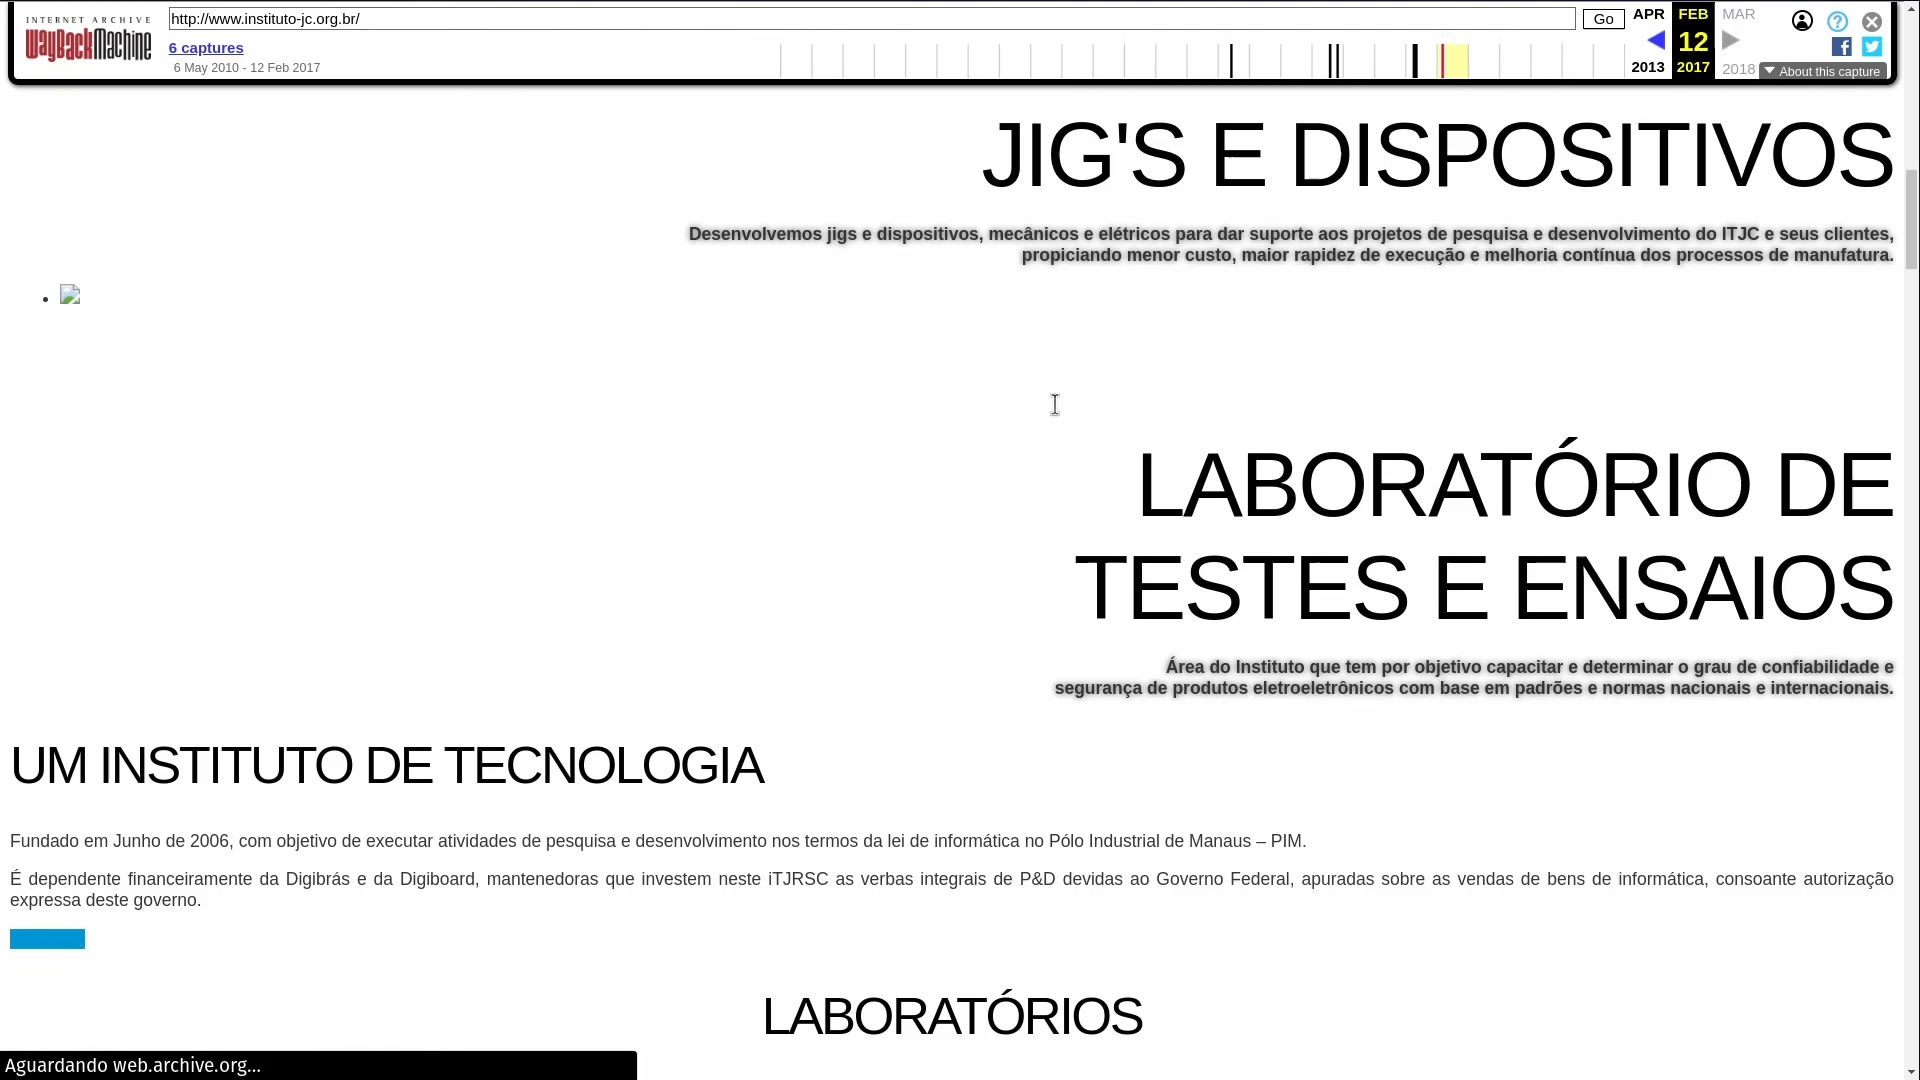 INTERNET ARCHIVE
WayBackMachine
http://www.instituto-jc.org.br/
Go
APR
FEB
MAR
6 captures
12
6 May 2010 - 12 Feb 2017
2013
2017
2018
About this capture
JIG'S E DISPOSITIVOS
Desenvolvemos jigs e dispositivos, mecânicos e elétricos para dar suporte aos projetos de pesquisa e desenvolvimento do ITJC e seus clientes,
propiciando menor custo, maior rapidez de execução e melhoria contínua dos processos de manufatura.
LABORATÓRIO DE
TESTES E ENSAIOS
Área do Instituto que tem por objetivo capacitar e determinar o grau de confiabilidade e
segurança de produtos eletroeletrônicos com base em padrões e normas nacionais e internacionais.
UM INSTITUTO DE TECNOLOGIA
Fundado em Junho de 2006, com objetivo de executar atividades de pesquisa e desenvolvimento nos termos da lei de informática no Pólo Industrial de Manaus – PIM.
É dependente financeiramente da Digibrás e da Digiboard, mantenedoras que investem neste iTJRSC as verbas integrais de P&D devidas ao Governo Federal, apuradas sobre as vendas de bens de informática, consoante autorização
expressa deste governo.
LABORATÓRIOS
Aguardando web.archive.org...